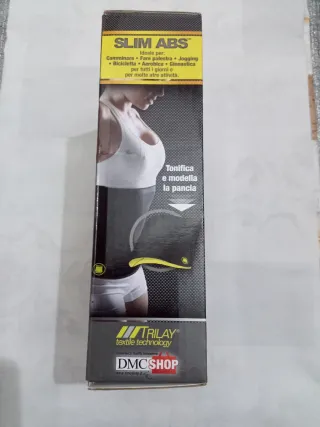 SLIM ABS™
Ideale per:
Camminare • Fare palestra • Jogging
• Bicicletta • Aerobica • Ginnastica
per tutti i giorni e
per molte altre attività.
Tonifica
e modella
la pancia
TRILAY™
textile technology
DMC SHOP